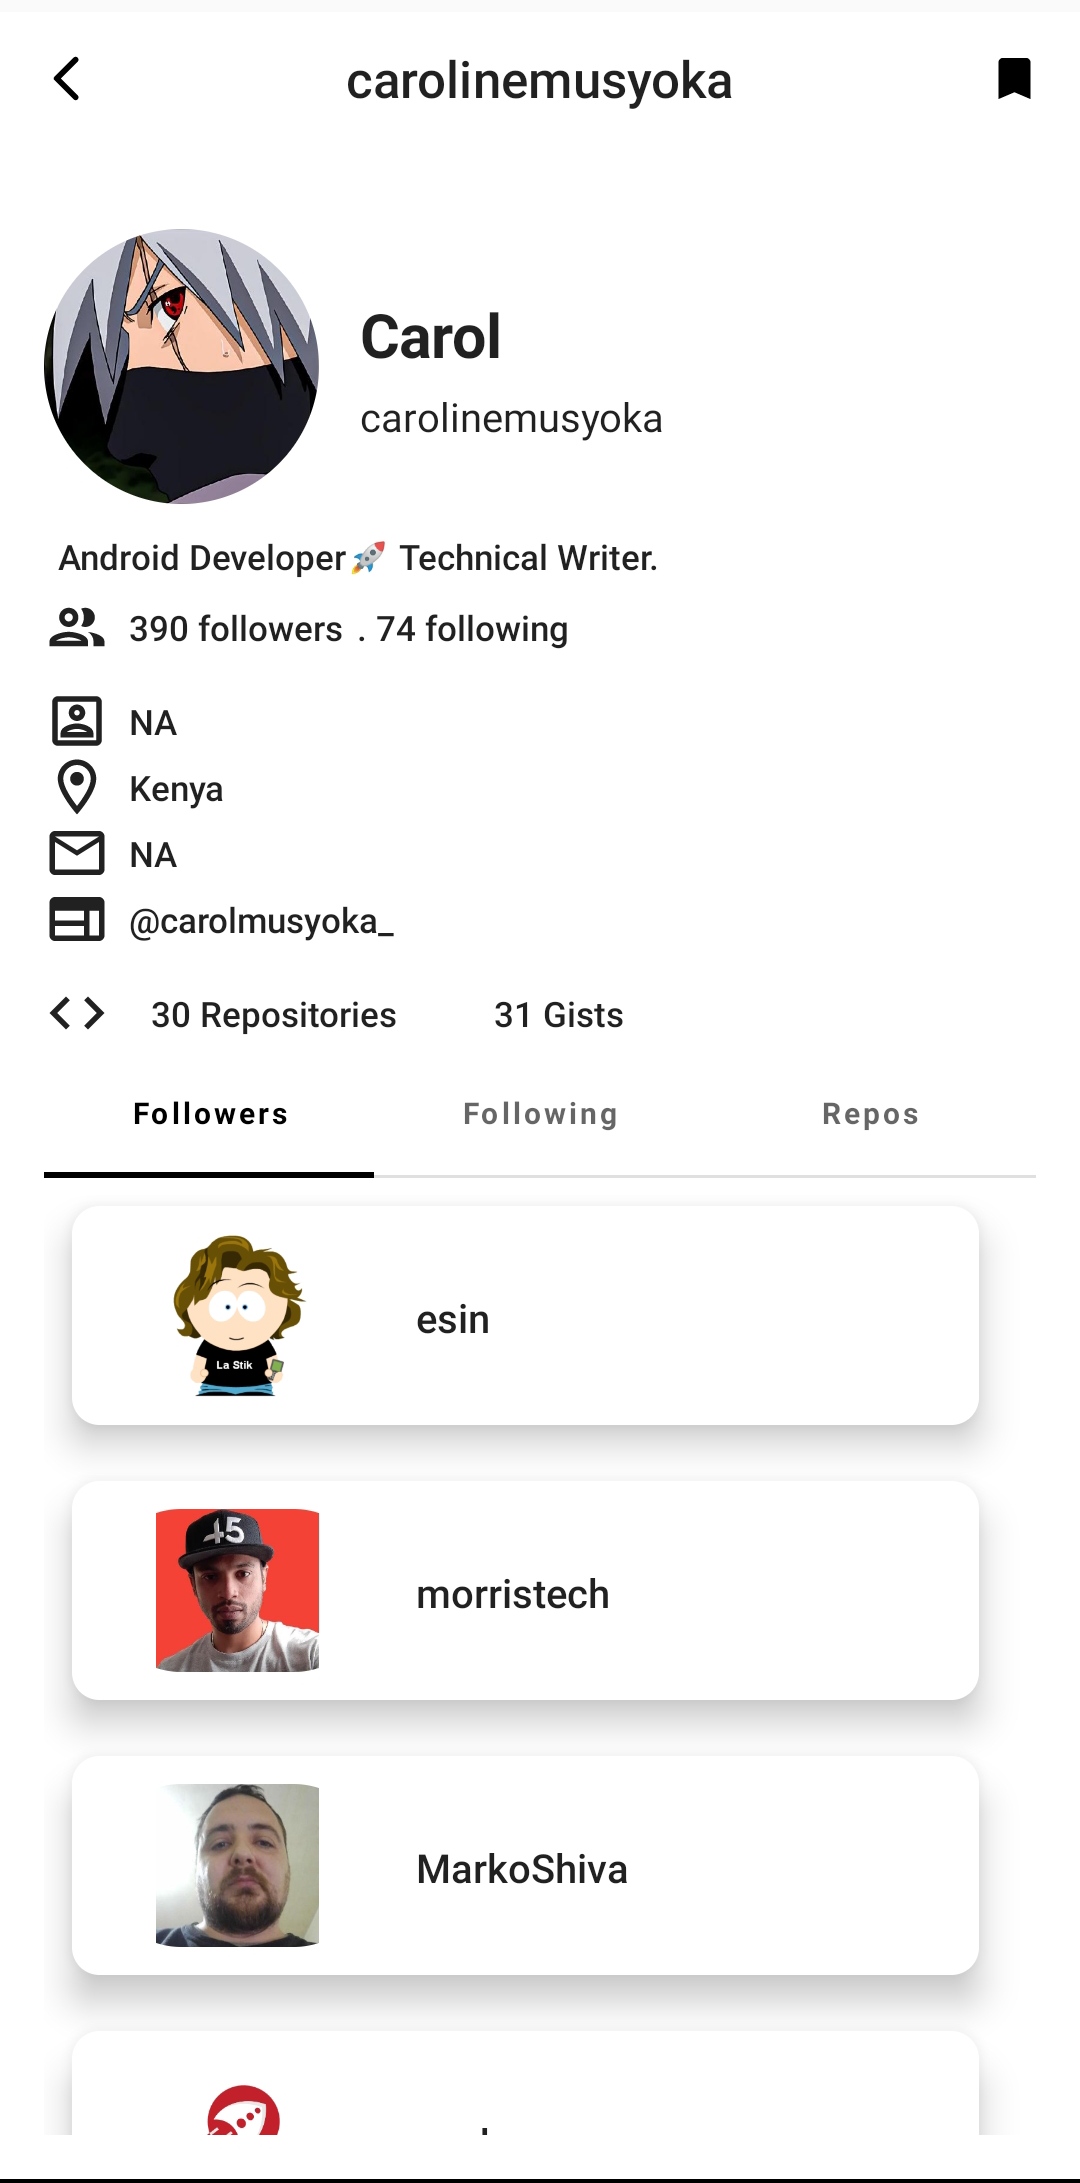 carolinemusyoka
Carol
carolinemusyoka
Android Developer🚀 Technical Writer.
390 followers . 74 following
NA
Kenya
NA
@carolmusyoka_
30 Repositories 31 Gists
Followers Following Repos
La Stik
esin
45
morristech
MarkoShiva